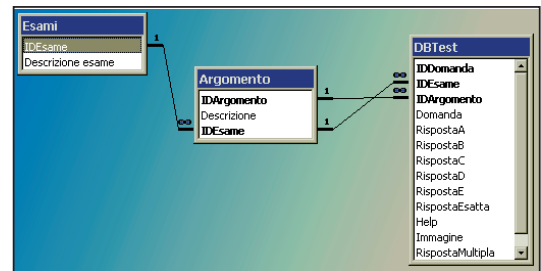 Esami
IDEsame
Descrizione esame
1
∞
Argomento
IDArgomento
Descrizione
IDEsame
1
1
∞
∞
DBTest
IDDomanda
IDEsame
IDArgomento
Domanda
RispostaA
RispostaB
RispostaC
RispostaD
RispostaE
RispostaEsatta
Help
Immagine
RispostaMultipla